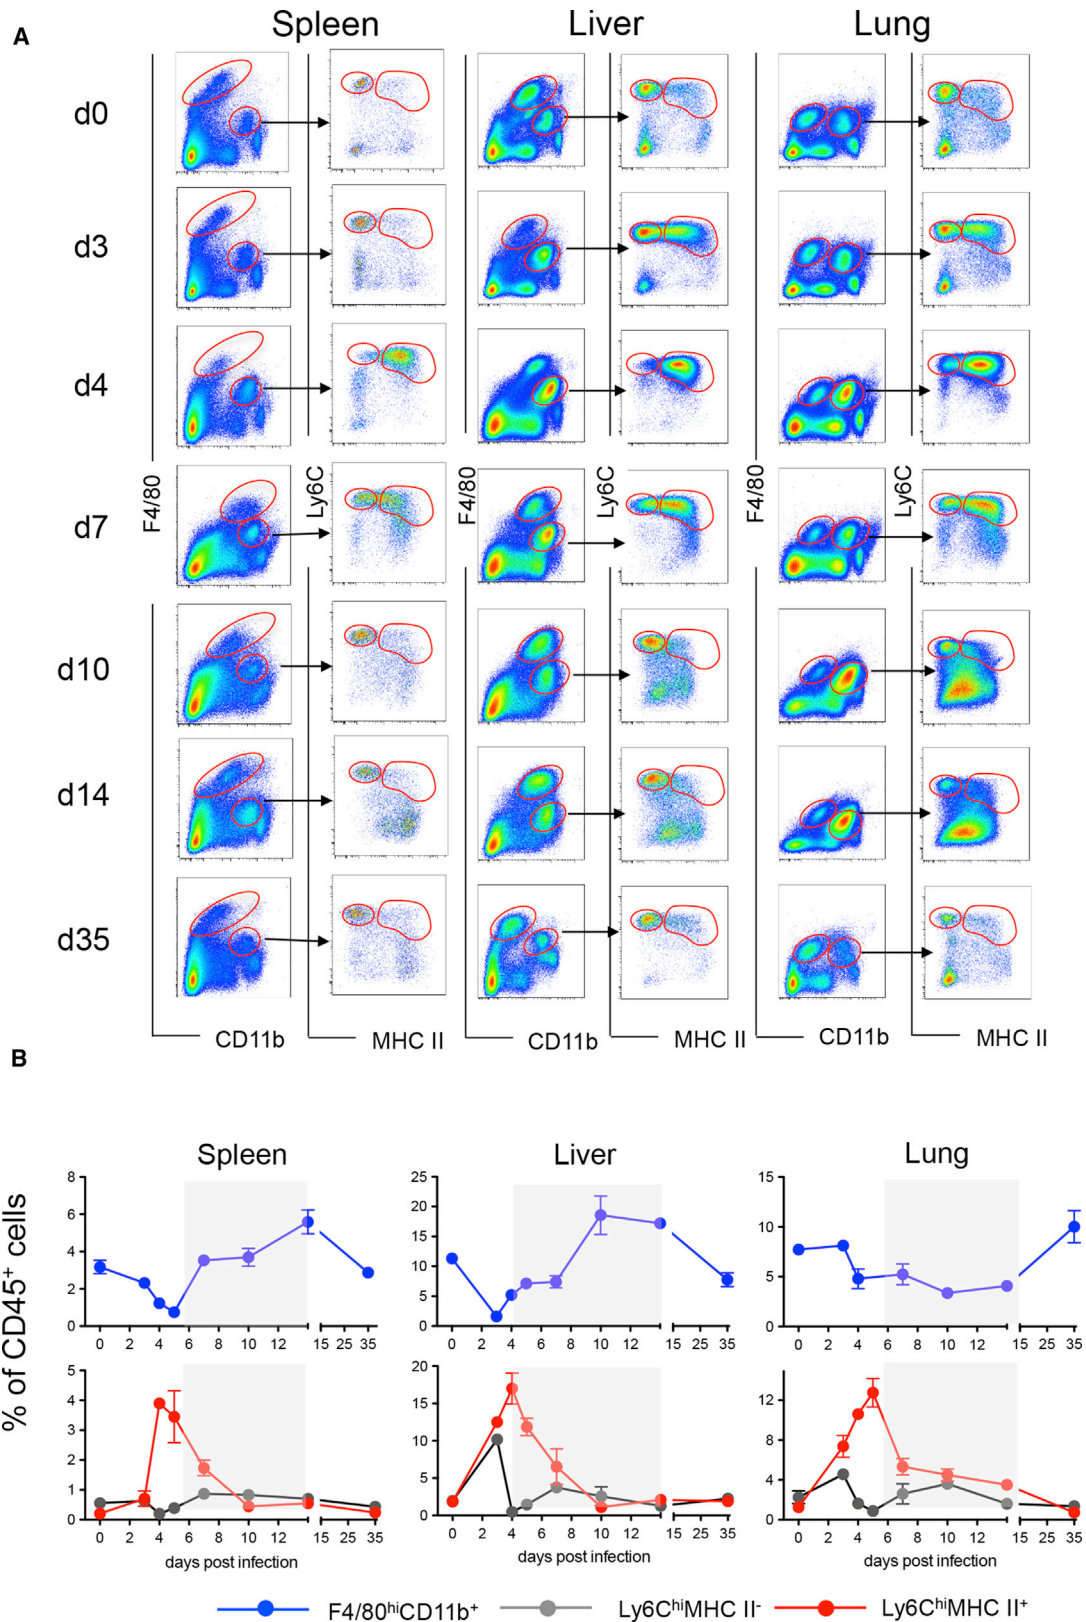 A
Spleen Liver Lung
d0
d3
d4
d7
d10
d14
d35
F4/80 Ly6C F4/80 Ly6C F4/80 Ly6C
CD11b MHC II CD11b MHC II CD11b MHC II
B
% of CD45+ cells
Spleen Liver Lung
8 25 15
6 20 10
4 15 5
2 10 0
0 5
0
0 2 4 6 8 10 12 15 25 35 0 2 4 6 8 10 12 15 25 35 0 2 4 6 8 10 12 15 25 35
5 20 12
4 15 8
3 10 4
2 5 0
1 0
0
0 2 4 6 8 10 12 15 25 35 0 2 4 6 8 10 12 15 25 35 0 2 4 6 8 10 12 15 25 35
days post infection days post infection days post infection
F4/80hiCD11b+ Ly6ChiMHC II- Ly6ChiMHC II+